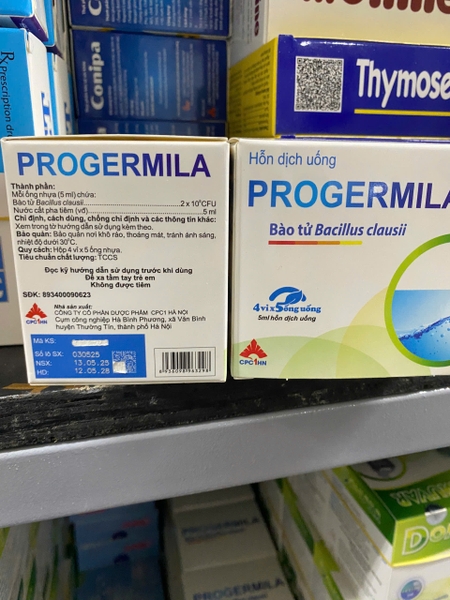 Conipa
Conipa
Prescription dr
Thymose
PROGERMILA
Thành phần:
Mỗi ống nhựa (5 ml) chứa:
Bào tử Bacillus clausii............2 x 10⁹CFU
Nước cất pha tiêm (vđ)............5 ml
Chỉ định, cách dùng, chống chỉ định và các thông tin khác:
Xem trong tờ hướng dẫn sử dụng kèm theo.
Bảo quản: Bảo quản nơi khô ráo, thoáng mát, tránh ánh sáng,
nhiệt độ dưới 30°C.
Quy cách: Hộp 4 vỉ x 5 ống nhựa.
Tiêu chuẩn chất lượng: TCCS
Đọc kỹ hướng dẫn sử dụng trước khi dùng
Để xa tầm tay trẻ em
Không được tiêm
SĐK: 893400090623
Nhà sản xuất:
CÔNG TY CỔ PHẦN DƯỢC PHẨM CPC1 HÀ NỘI
Cụm công nghiệp Hà Bình Phương, xã Văn Bình
huyện Thường Tín, thành phố Hà Nội
CPC1HN
Mã KS:
Số lô SX: 030525
NSX: 13.05.25
HD: 12.05.28
Hỗn dịch uống
PROGERMILA
Bào tử Bacillus clausii
4 vỉ x 5 ống uống
5ml hỗn dịch uống
CPC1HN
PROGERMILA